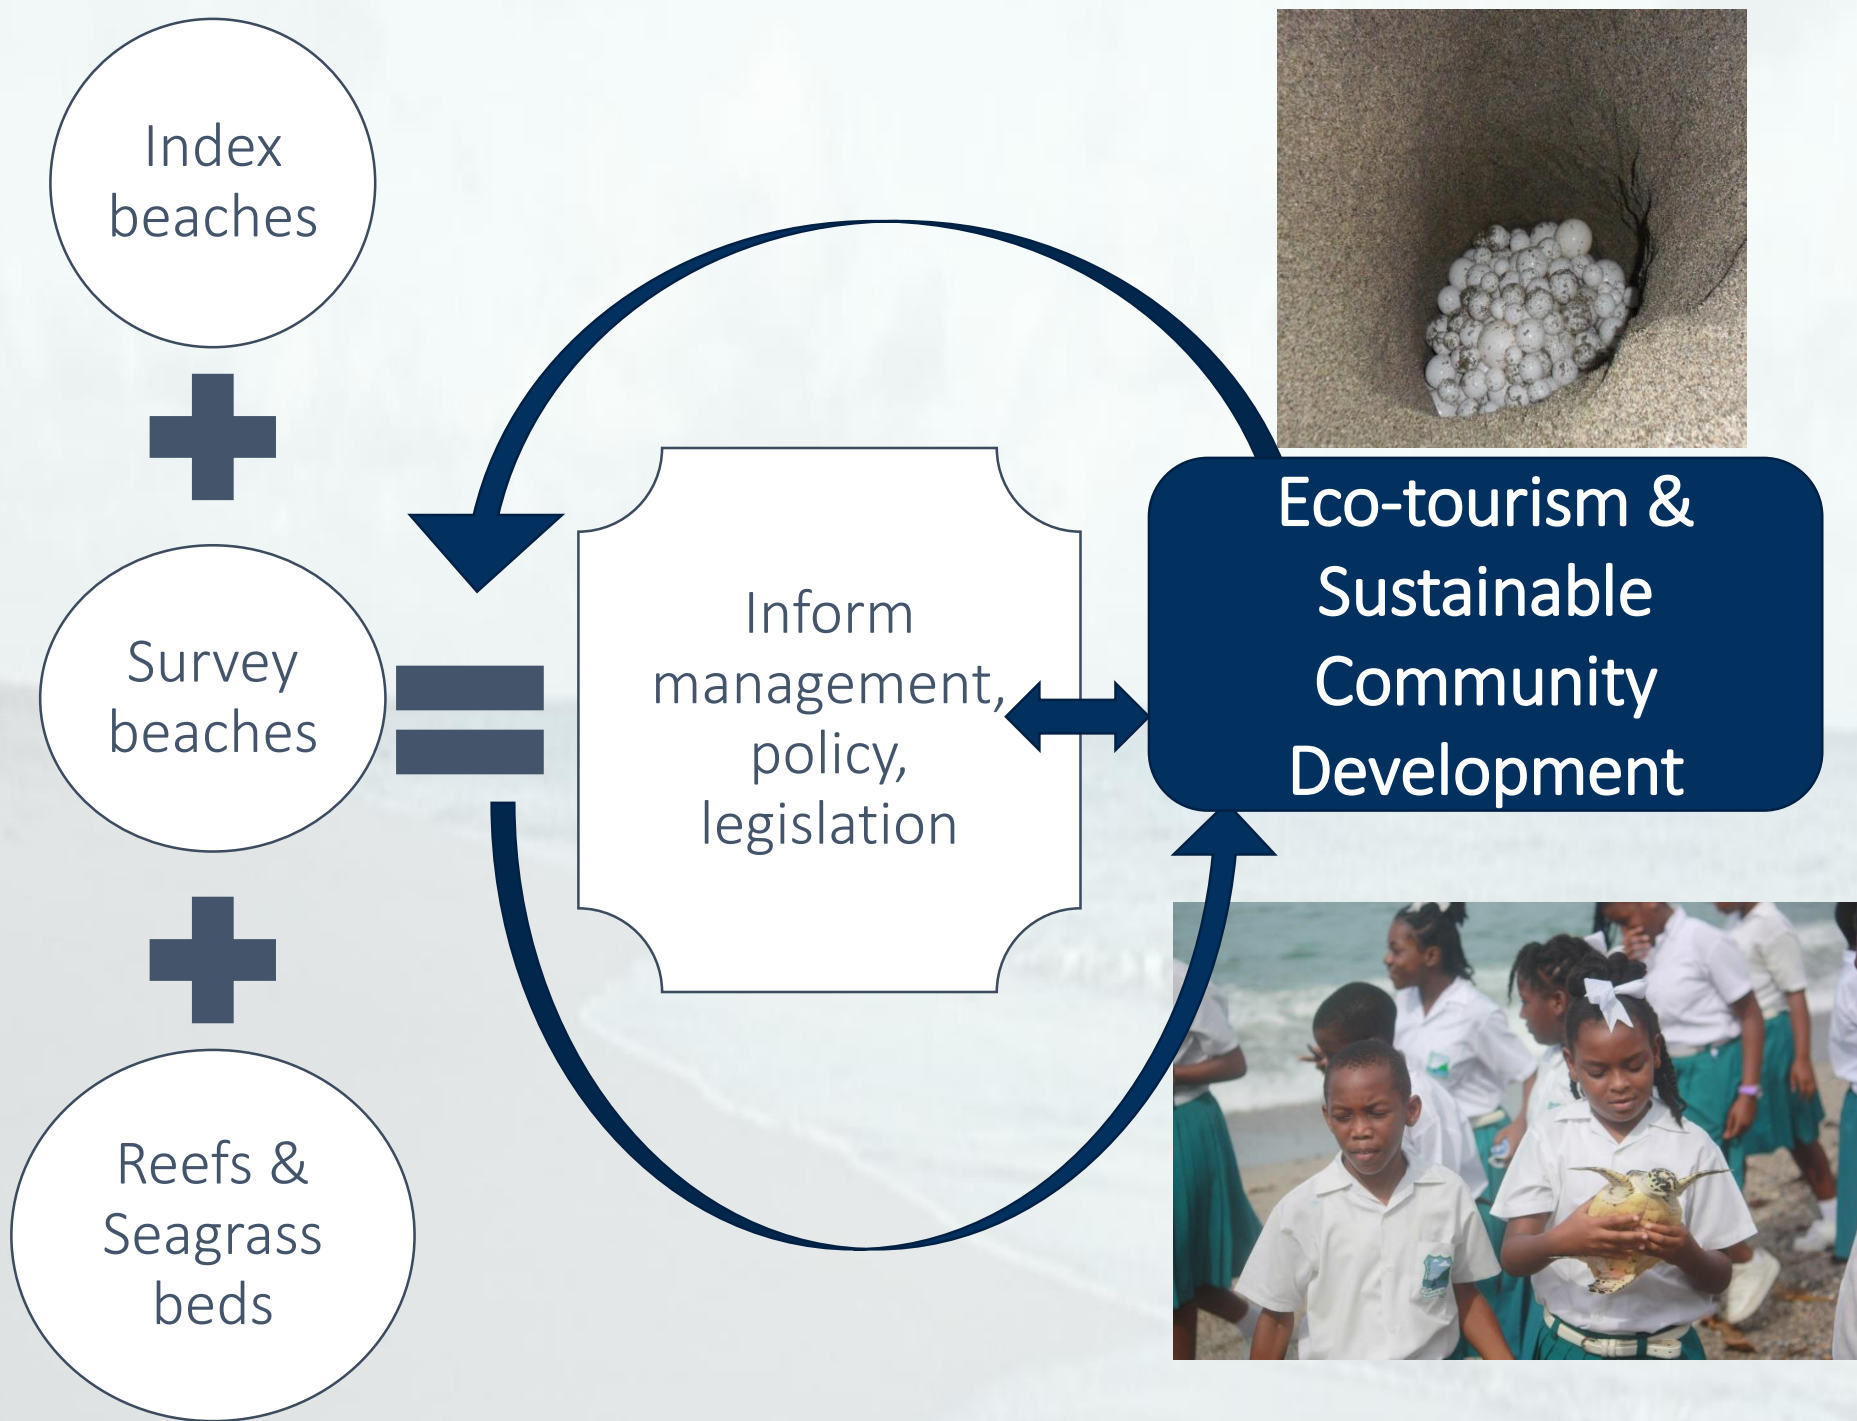 Index
beaches
Survey
beaches
Reefs &
Seagrass
beds
Inform
management,
policy,
legislation
Eco-tourism &
Sustainable
Community
Development